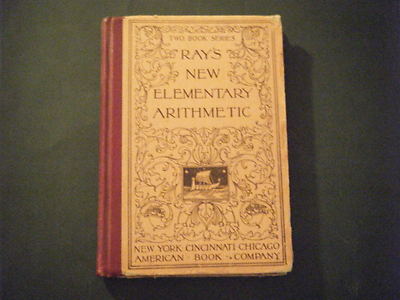 TWO BOOK SERIES
RAY'S
NEW
ELEMENTARY
ARITHMETIC
NEW YORK·CINCINNATI·CHICAGO
AMERICAN·BOOK·COMPANY